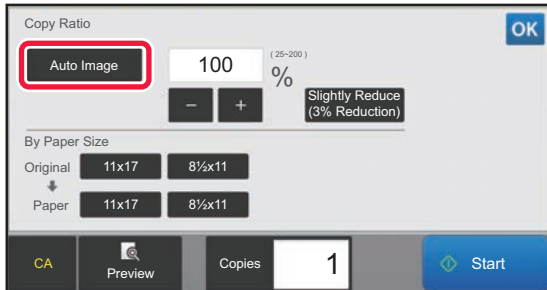 Copy Ratio
OK
Auto Image
100
( 25~200 )
%
− +
Slightly Reduce
(3% Reduction)
By Paper Size
Original 11x17 8½x11
Paper 11x17 8½x11
CA
Preview
Copies 1
Start